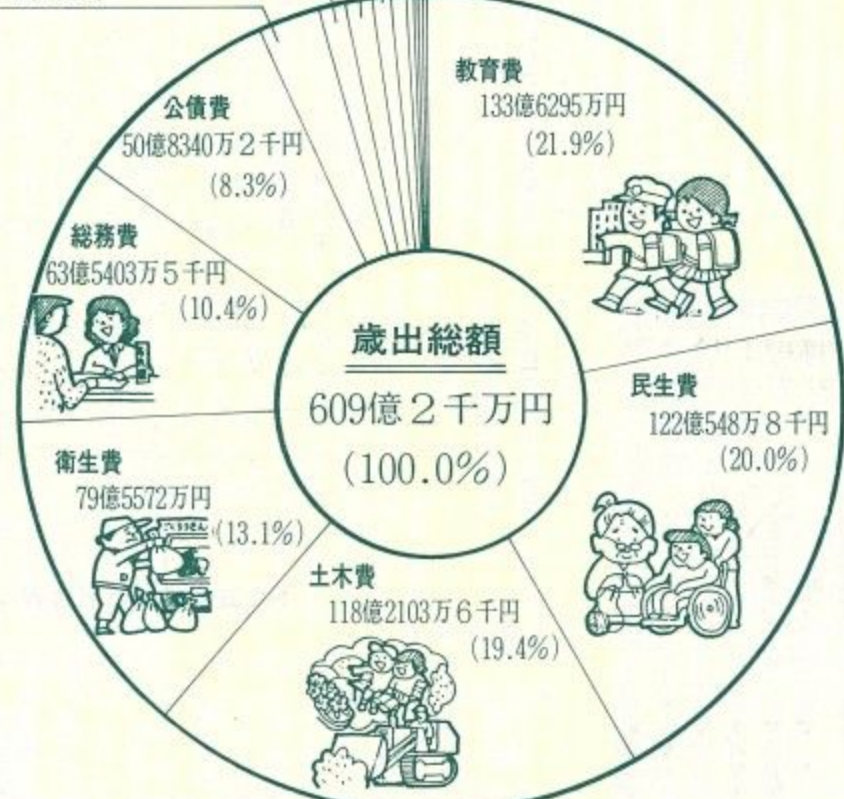 教育費
133億6295万円
(21.9%)
民生費
122億548万8千円
(20.0%)
土木費
118億2103万6千円
(19.4%)
衛生費
79億5572万円
(13.1%)
総務費
63億5403万5千円
(10.4%)
公債費
50億8340万2千円
(8.3%)
歳出総額
609億2千万円
(100.0%)